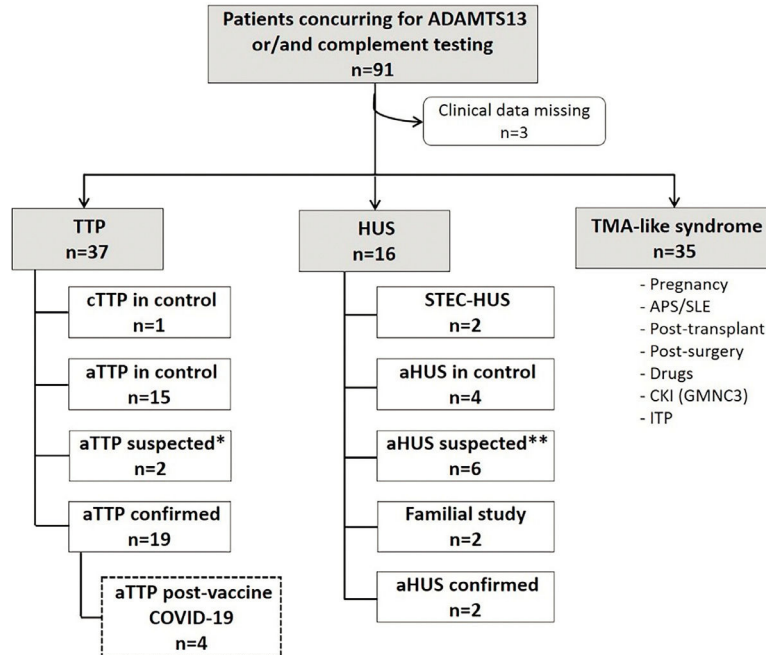 Patients concurring for ADAMTS13
or/and complement testing
n=91
Clinical data missing
n=3
TTP
n=37
cTTP in control
n=1
aTTP in control
n=15
aTTP suspected*
n=2
aTTP confirmed
n=19
aTTP post-vaccine
COVID-19
n=4
HUS
n=16
STEC-HUS
n=2
aHUS in control
n=4
aHUS suspected**
n=6
Familial study
n=2
aHUS confirmed
n=2
TMA-like syndrome
n=35
- Pregnancy
- APS/SLE
- Post-transplant
- Post-surgery
- Drugs
- CKI (GMNC3)
- ITP